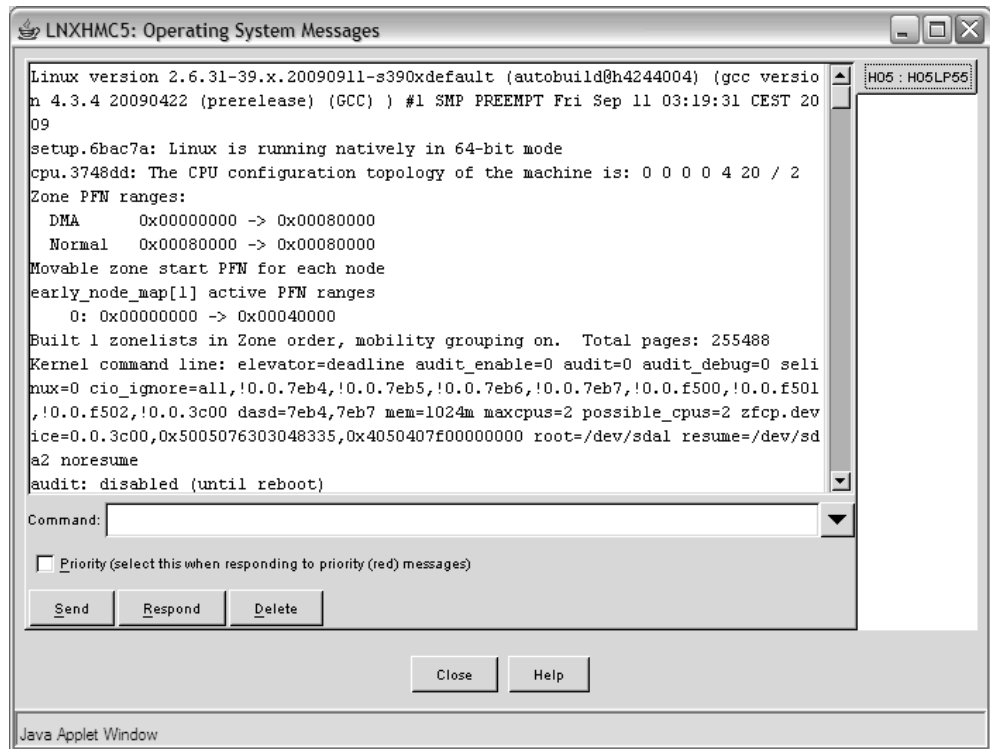 LNXHMC5: Operating System Messages
Linux version 2.6.31-39.x.20090911-s390xdefault (autobuild@h4244004) (gcc versio
n 4.3.4 20090422 (prerelease) (GCC) ) #1 SMP PREEMPT Fri Sep 11 03:19:31 CEST 20
09
setup.6bac7a: Linux is running natively in 64-bit mode
cpu.3748dd: The CPU configuration topology of the machine is: 0 0 0 0 4 20 / 2
Zone PFN ranges:
  DMA      0x00000000 -> 0x00080000
  Normal   0x00080000 -> 0x00080000
Movable zone start PFN for each node
early_node_map[1] active PFN ranges
    0: 0x00000000 -> 0x00040000
Built 1 zonelists in Zone order, mobility grouping on.  Total pages: 255488
Kernel command line: elevator=deadline audit_enable=0 audit=0 audit_debug=0 seli
nux=0 cio_ignore=all,!0.0.7eb4,!0.0.7eb5,!0.0.7eb6,!0.0.7eb7,!0.0.f500,!0.0.f501
,!0.0.f502,!0.0.3c00 dasd=7eb4,7eb7 mem=1024m maxcpus=2 possible_cpus=2 zfcp.dev
ice=0.0.3c00,0x5005076303048335,0x4050407f00000000 root=/dev/sda1 resume=/dev/sd
a2 noresume
audit: disabled (until reboot)
H05 : H05LP55
Command:
Priority (select this when responding to priority (red) messages)
Send Respond Delete
Close Help
Java Applet Window